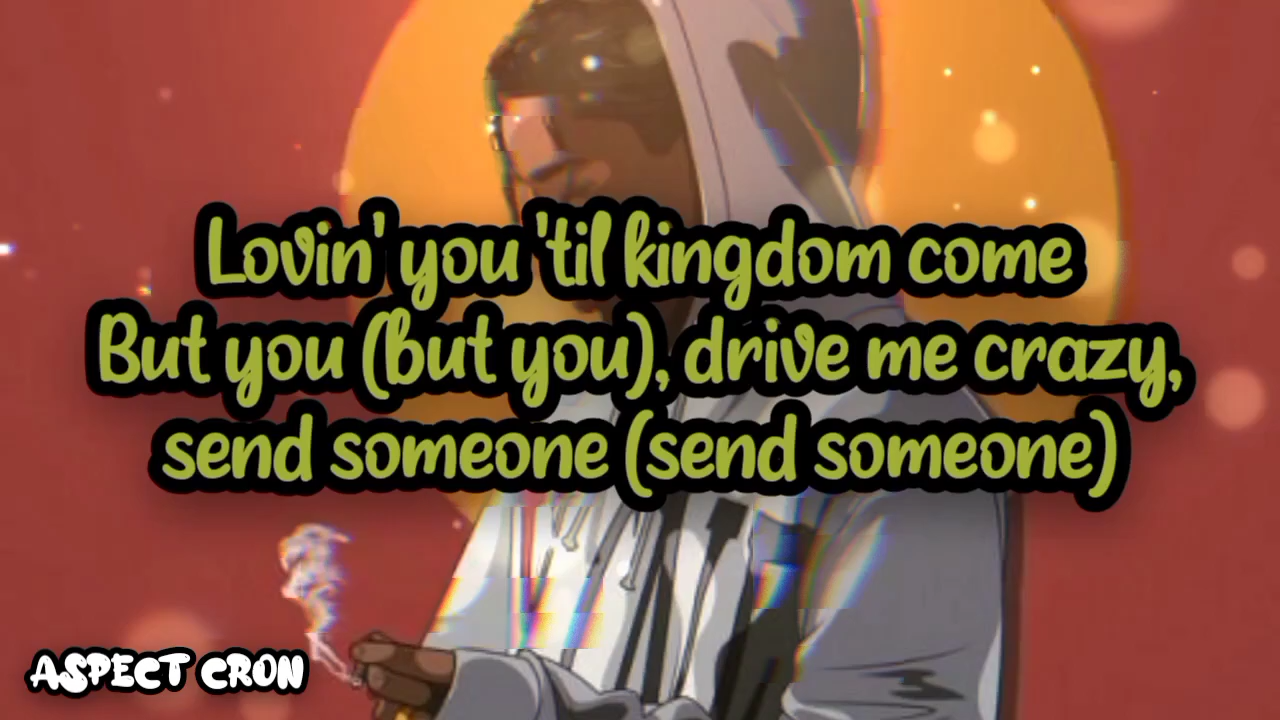 Lovin' you 'til kingdom come
But you (but you), drive me crazy,
send someone (send someone)
ASPECT CRON